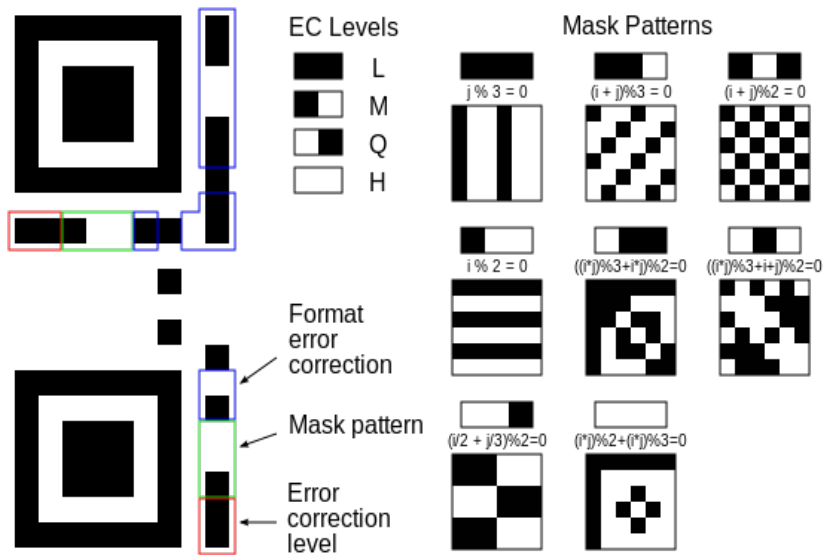 EC Levels
L
M
Q
H
Format
error
correction
Mask pattern
Error
correction
level
Mask Patterns
j % 3 = 0
(i + j)%3 = 0
(i + j)%2 = 0
i % 2 = 0
((i*j)%3+i*j)%2=0
((i*j)%3+i+j)%2=0
(i/2 + j/3)%2=0
(i*j)%2+(i*j)%3=0